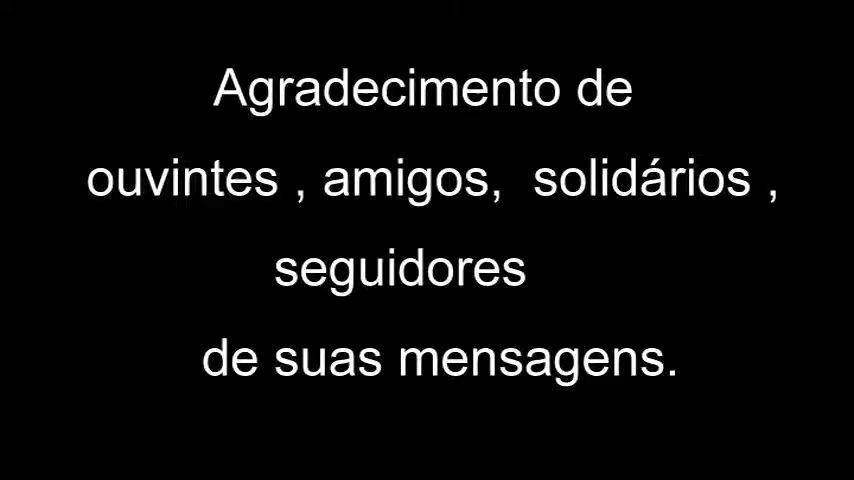 Agradecimento de
ouvintes , amigos, solidários ,
seguidores
de suas mensagens.